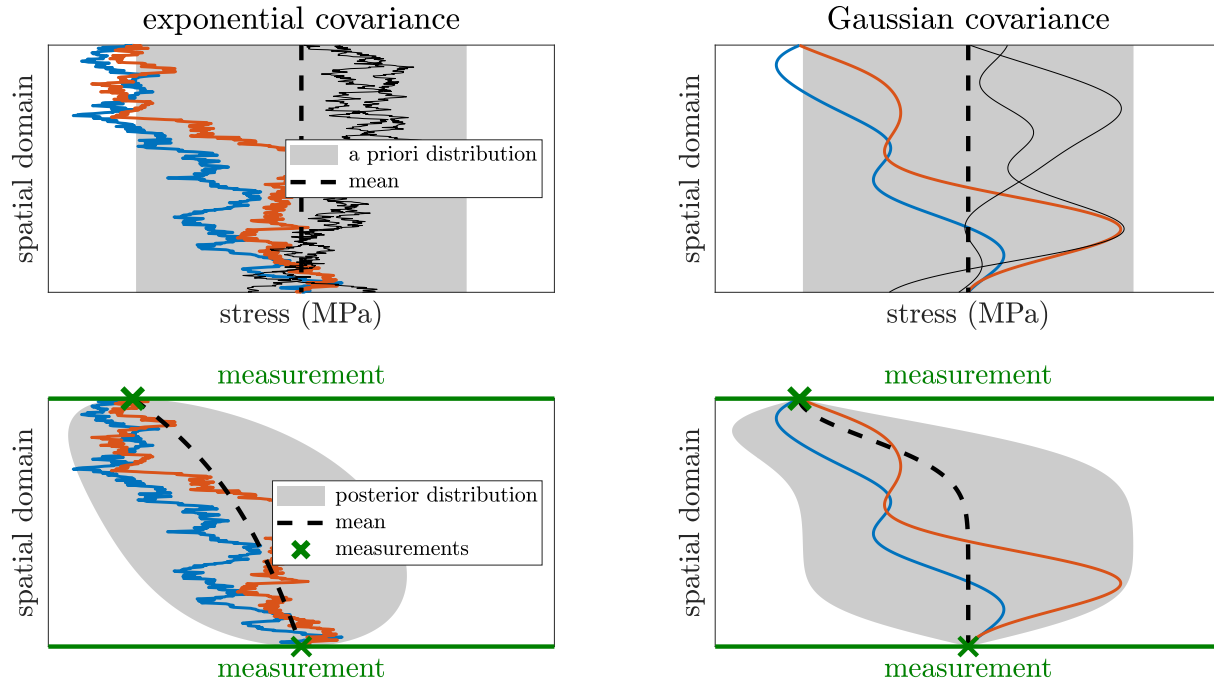 exponential covariance
Gaussian covariance
spatial domain
a priori distribution
mean
stress (MPa)
spatial domain
stress (MPa)
measurement
spatial domain
posterior distribution
mean
measurements
measurement
measurement
spatial domain
measurement